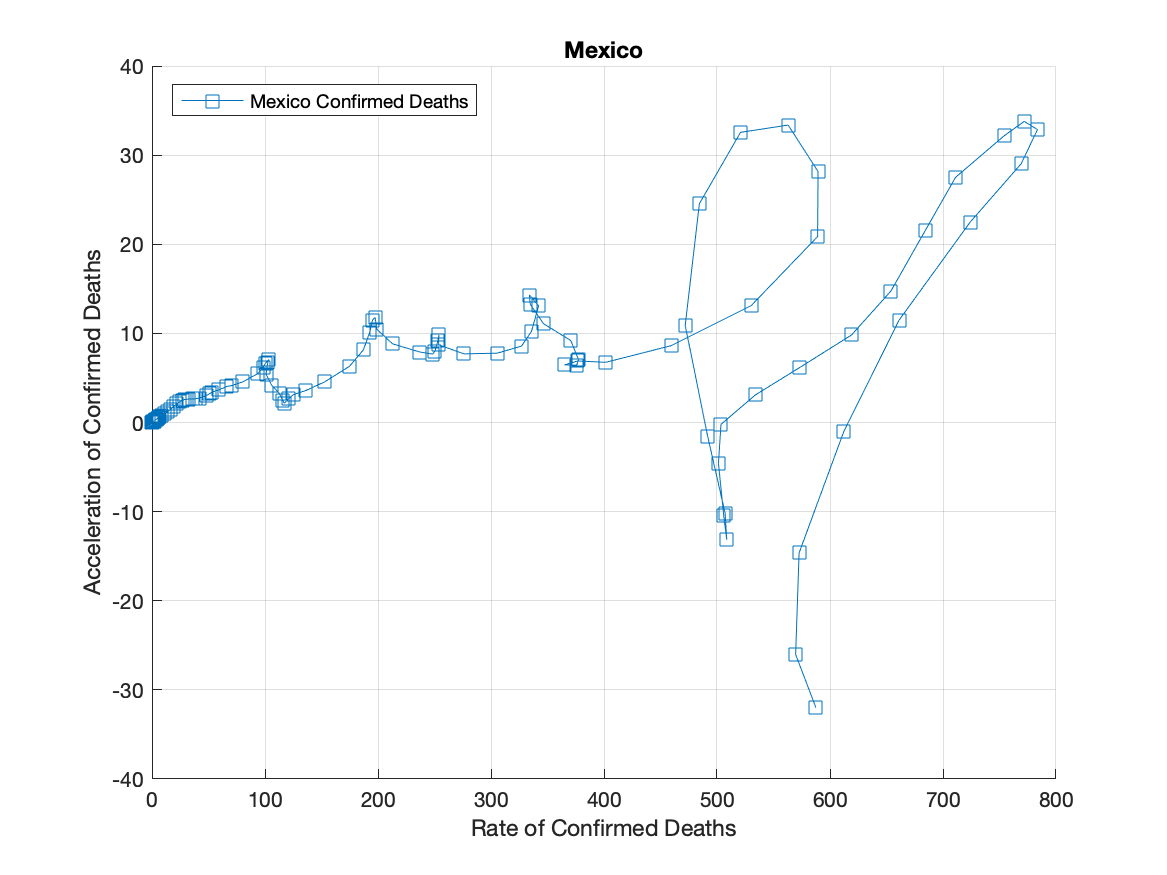 Mexico
Mexico Confirmed Deaths
Acceleration of Confirmed Deaths
40
30
20
10
0
-10
-20
-30
-40
0 100 200 300 400 500 600 700 800
Rate of Confirmed Deaths